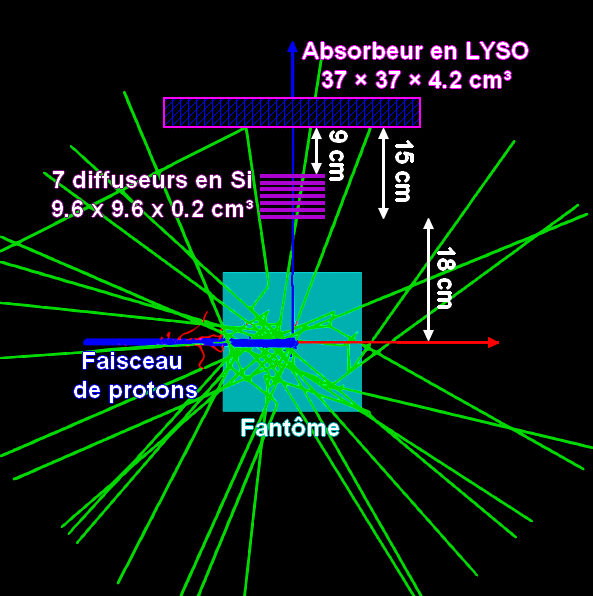 Absorbeur en LYSO
37 × 37 × 4.2 cm³
9 cm
15 cm
7 diffuseurs en Si
9.6 x 9.6 x 0.2 cm³
18 cm
Faisceau
de protons
Fantôme